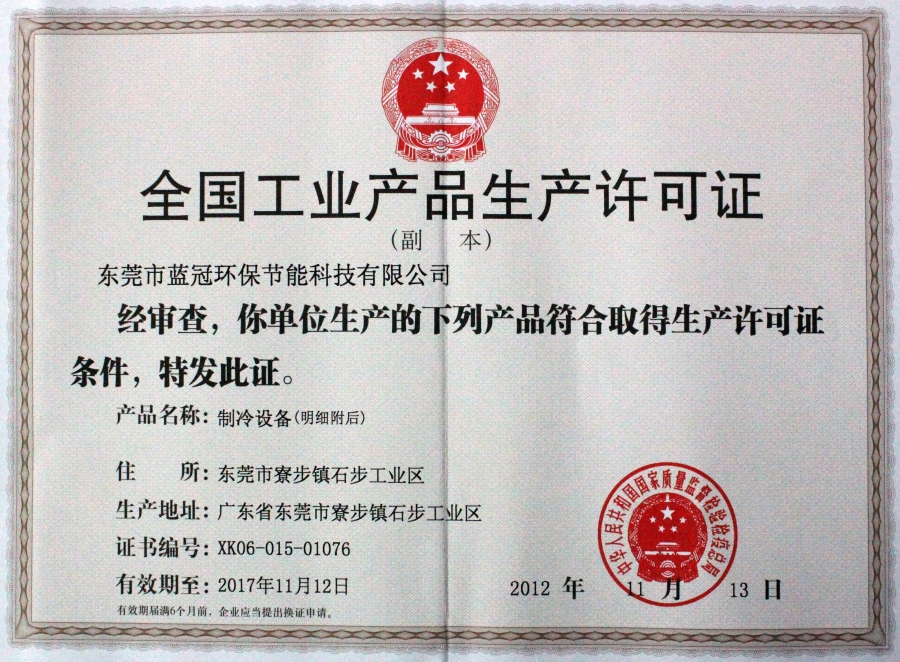 全国工业产品生产许可证
（副 本）
东莞市蓝冠环保节能科技有限公司
经审查，你单位生产的下列产品符合取得生产许可证
条件，特发此证。
产品名称：制冷设备（明细附后）
住 所：东莞市寮步镇石步工业区
生产地址：广东省东莞市寮步镇石步工业区
证书编号：XK06-015-01076
有效期至：2017年11月12日
2012 年 11 月 13 日
有效期届满6个月前，企业应当提出换证申请。
中华人民共和国国家质量监督检验检疫总局